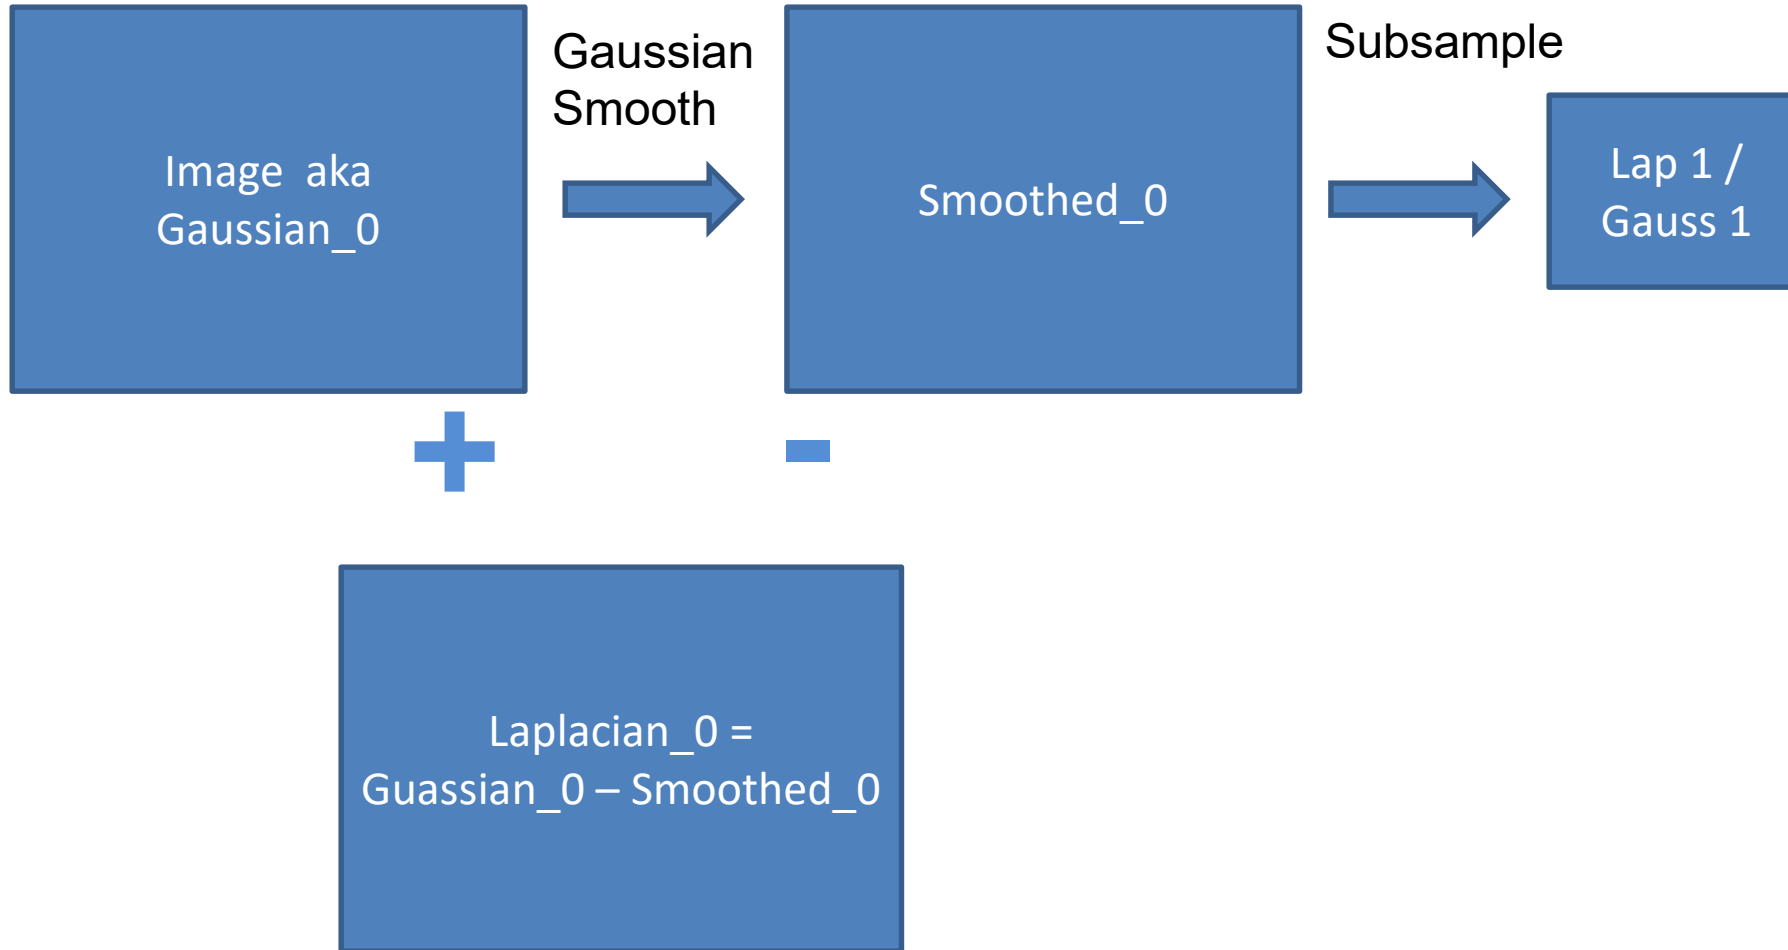 Image aka
Gaussian_0
Gaussian
Smooth
Smoothed_0
Subsample
Lap 1 /
Gauss 1
+
-
Laplacian_0 =
Guassian_0 – Smoothed_0